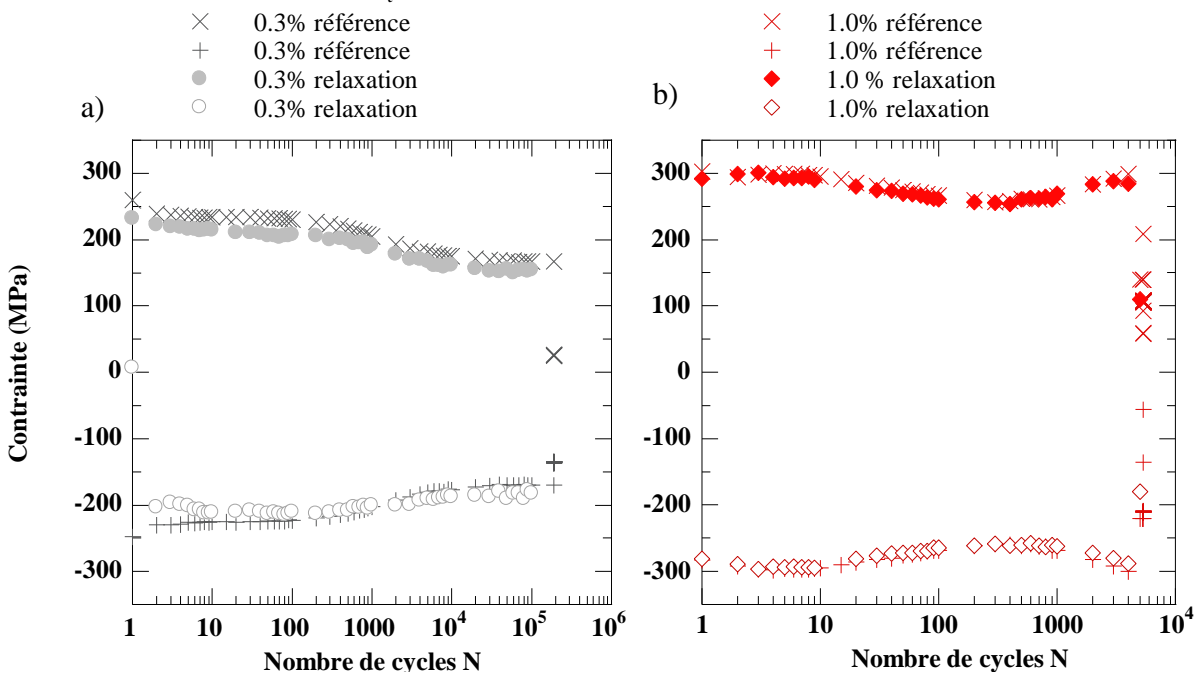 0.3% référence
0.3% référence
0.3% relaxation
0.3% relaxation
1.0% référence
1.0% référence
1.0 % relaxation
1.0% relaxation
a)
b)
Contrainte (MPa)
300
200
100
0
-100
-200
-300
1
10
100
1000
10^4
10^5
10^6
Nombre de cycles N
300
200
100
0
-100
-200
-300
1
10
100
1000
10^4
Nombre de cycles N